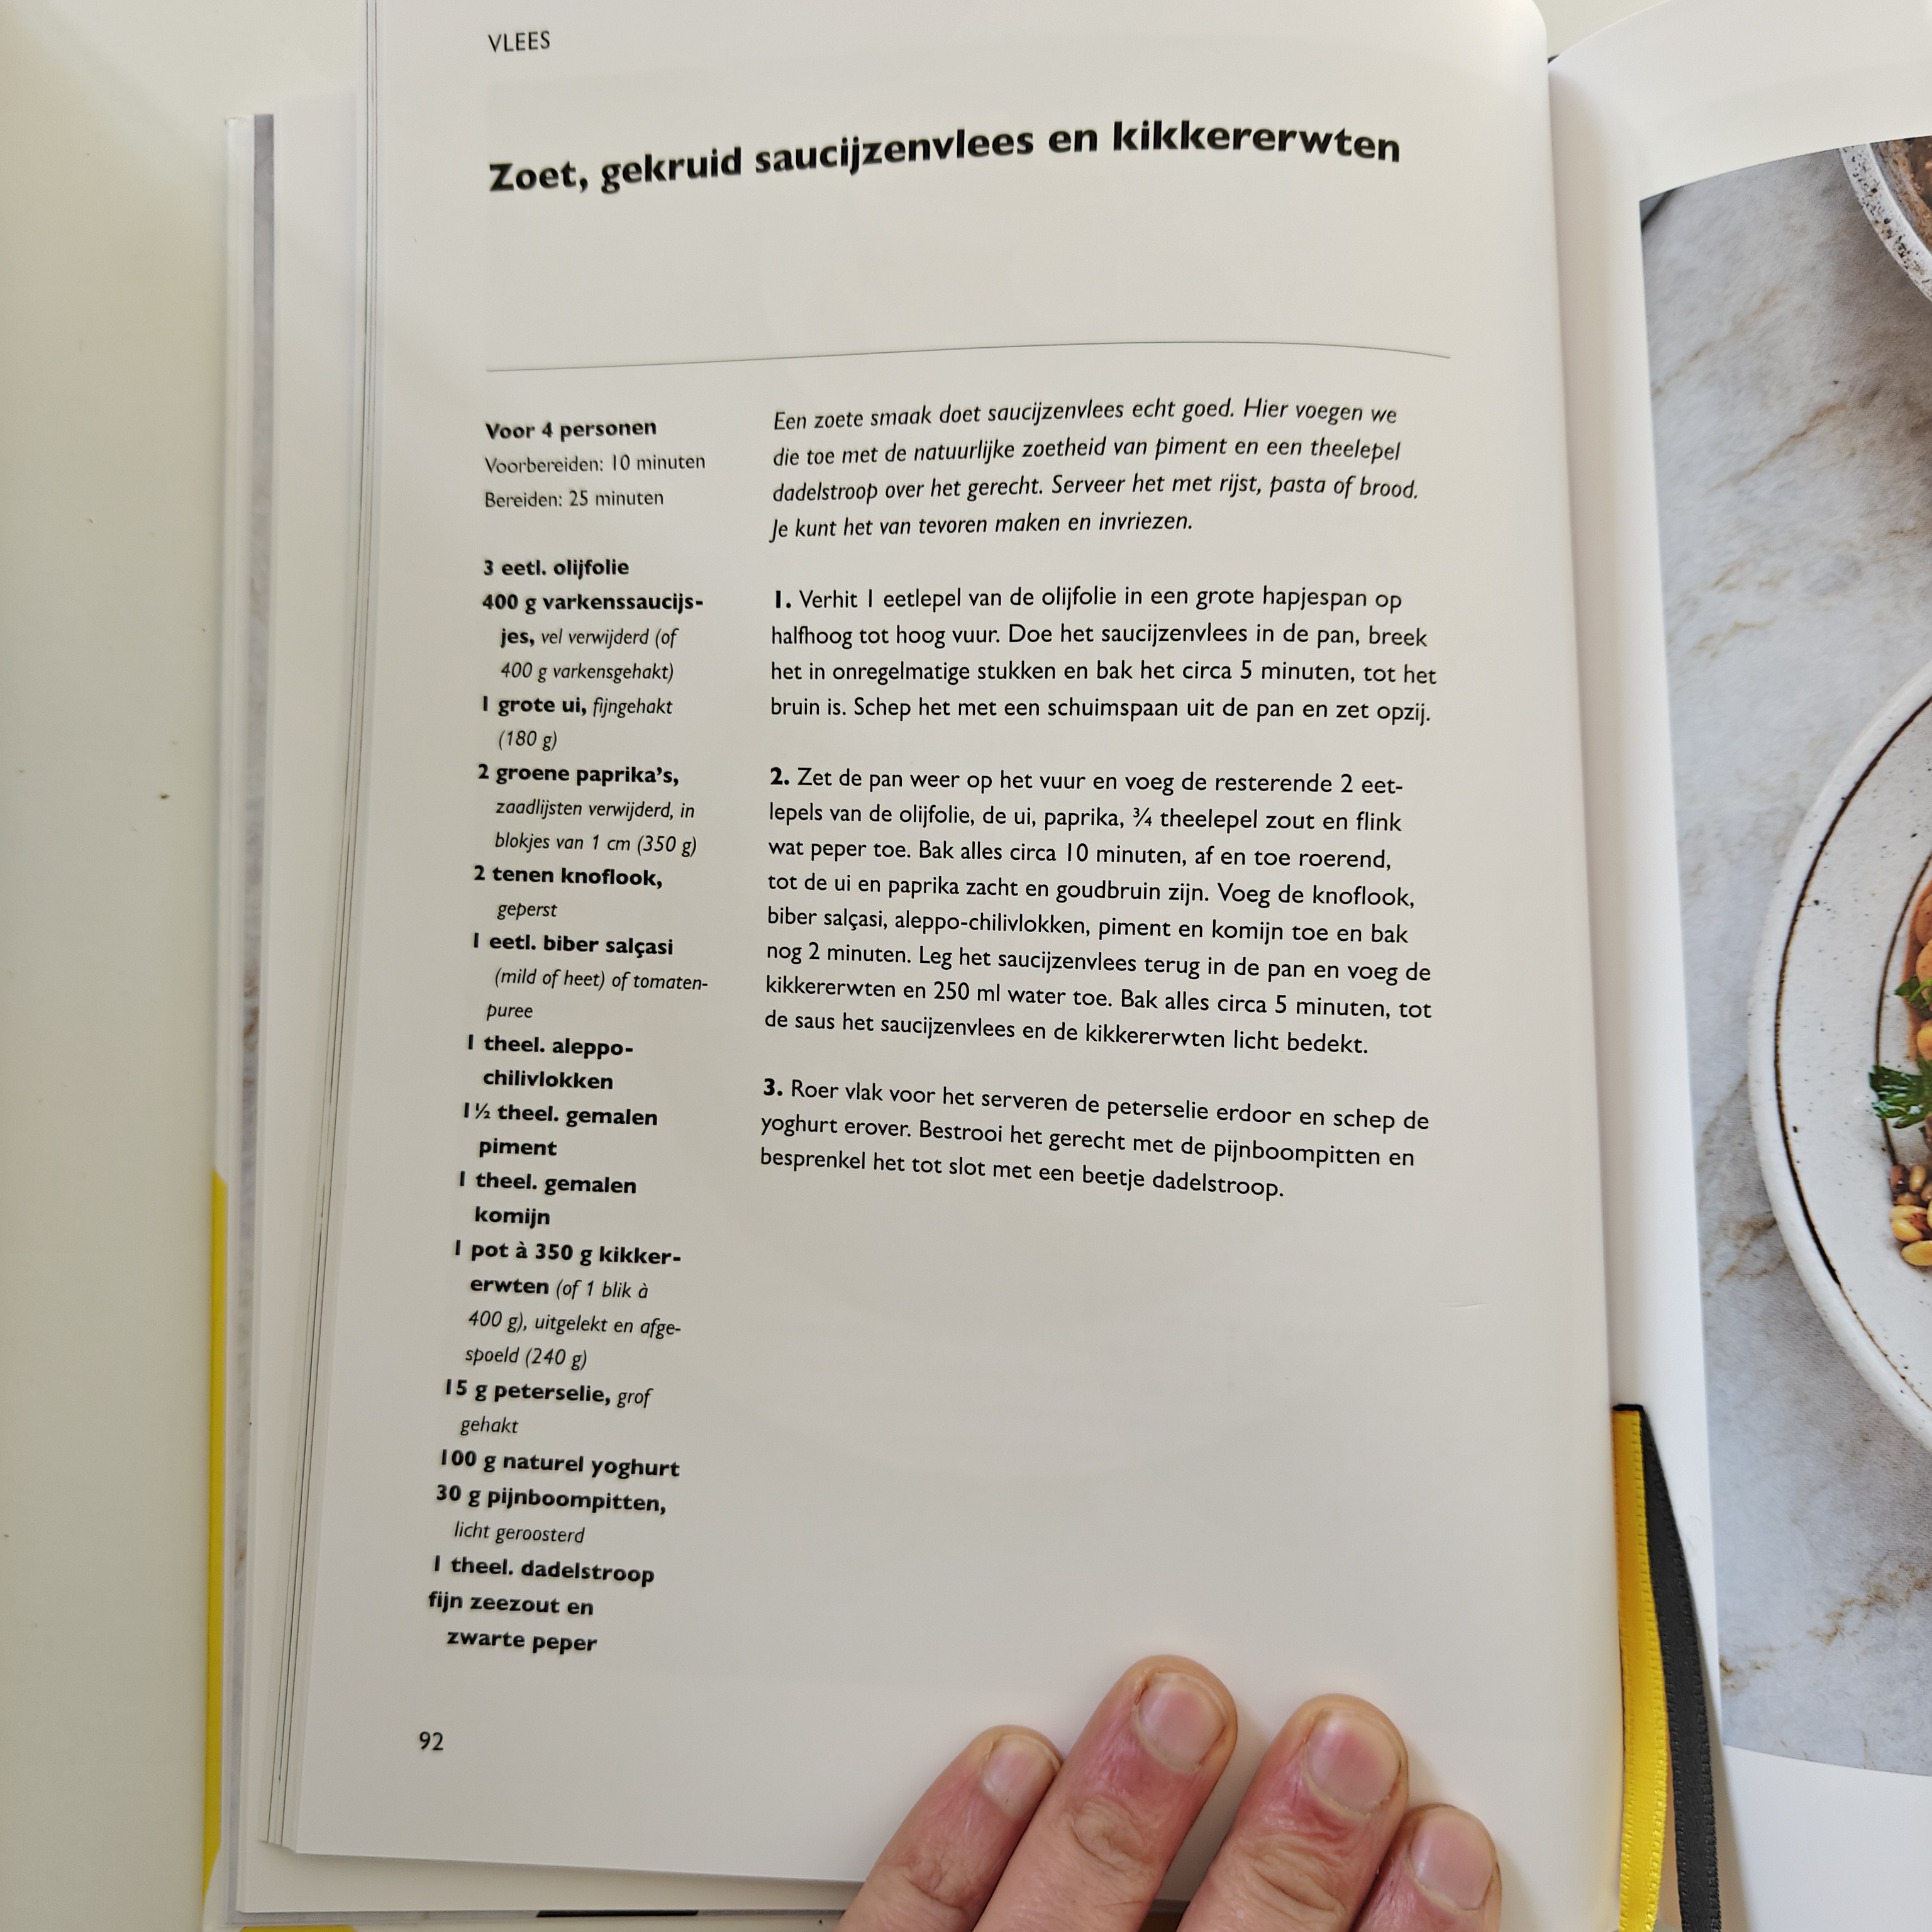 VLEES
Zoet, gekruid saucijzenvlees en kikkererwten
Voor 4 personen
Voorbereiden: 10 minuten
Bereiden: 25 minuten
3 eetl. olijfolie
400 g varkenssaucijs-
jes, vel verwijderd (of
400 g varkensgehakt)
1 grote ui, fijngehakt
(180 g)
2 groene paprika's,
zaadlijsten verwijderd, in
blokjes van 1 cm (350 g)
2 tenen knoflook,
geperst
1 eetl. biber salçasi
(mild of heet) of tomaten-
puree
1 theel. aleppo-
chilivlokken
1½ theel. gemalen
piment
1 theel. gemalen
komijn
1 pot à 350 g kikker-
erwten (of 1 blik à
400 g), uitgelekt en afge-
spoeld (240 g)
15 g peterselie, grof
gehakt
100 g naturel yoghurt
30 g pijnboompitten,
licht geroosterd
1 theel. dadelstroop
fijn zeezout en
zwarte peper
Een zoete smaak doet saucijzenvlees echt goed. Hier voegen we
die toe met de natuurlijke zoetheid van piment en een theelepel
dadelstroop over het gerecht. Serveer het met rijst, pasta of brood.
Je kunt het van tevoren maken en invriezen.
1. Verhit 1 eetlepel van de olijfolie in een grote hapjespan op
halfhoog tot hoog vuur. Doe het saucijzenvlees in de pan, breek
het in onregelmatige stukken en bak het circa 5 minuten, tot het
bruin is. Schep het met een schuimspaan uit de pan en zet opzij.
2. Zet de pan weer op het vuur en voeg de resterende 2 eet-
lepels van de olijfolie, de ui, paprika, ¾ theelepel zout en flink
wat peper toe. Bak alles circa 10 minuten, af en toe roerend,
tot de ui en paprika zacht en goudbruin zijn. Voeg de knoflook,
biber salçasi, aleppo-chilivlokken, piment en komijn toe en bak
nog 2 minuten. Leg het saucijzenvlees terug in de pan en voeg de
kikkererwten en 250 ml water toe. Bak alles circa 5 minuten, tot
de saus het saucijzenvlees en de kikkererwten licht bedekt.
3. Roer vlak voor het serveren de peterselie erdoor en schep de
yoghurt erover. Bestrooi het gerecht met de pijnboompitten en
besprenkel het tot slot met een beetje dadelstroop.
92